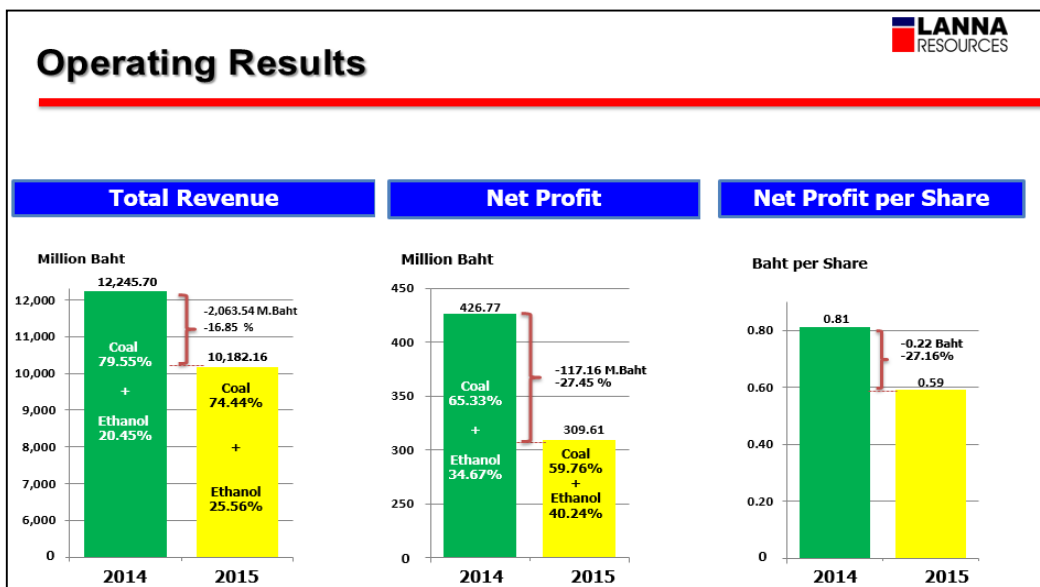 LANNA
RESOURCES
Operating Results
Total Revenue
Million Baht
12,245.70
12,000
11,000
10,000
9,000
8,000
7,000
6,000
0
-2,063.54 M.Baht
-16.85 %
10,182.16
Coal
79.55%
+
Ethanol
20.45%
Coal
74.44%
+
Ethanol
25.56%
2014
2015
Net Profit
Million Baht
450
400
350
300
250
0
426.77
-117.16 M.Baht
-27.45 %
309.61
Coal
65.33%
+
Ethanol
34.67%
Coal
59.76%
+
Ethanol
40.24%
2014
2015
Net Profit per Share
Baht per Share
0.80
0.60
0.40
0.20
0
0.81
-0.22 Baht
-27.16%
0.59
2014
2015